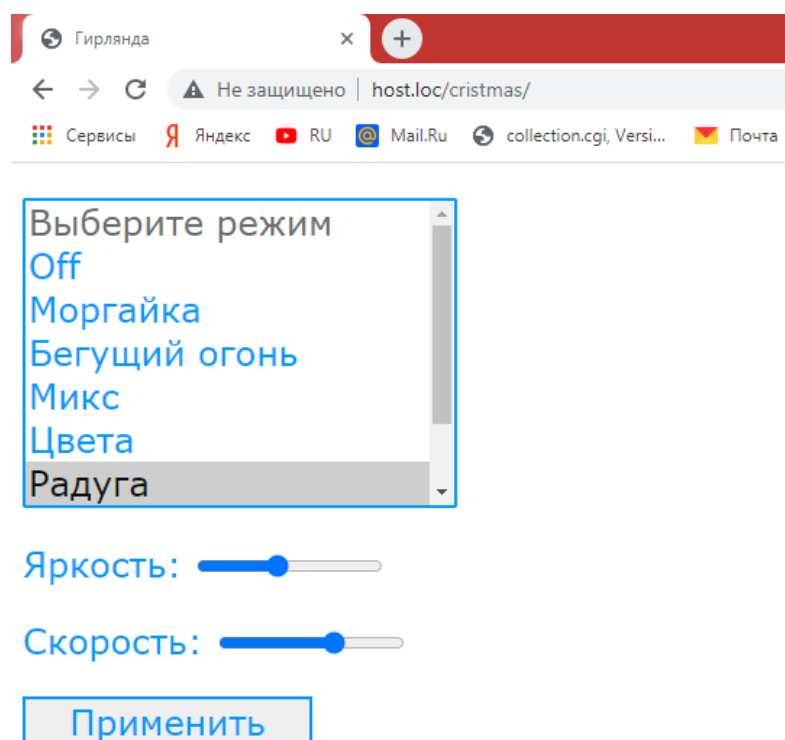 Гирлянда
Не защищено | host.loc/cristmas/
Сервисы Яндекс RU Mail.Ru collection.cgi, Versi... Почта
Выберите режим
Off
Моргайка
Бегущий огонь
Микс
Цвета
Радуга
Яркость:
Скорость:
Применить